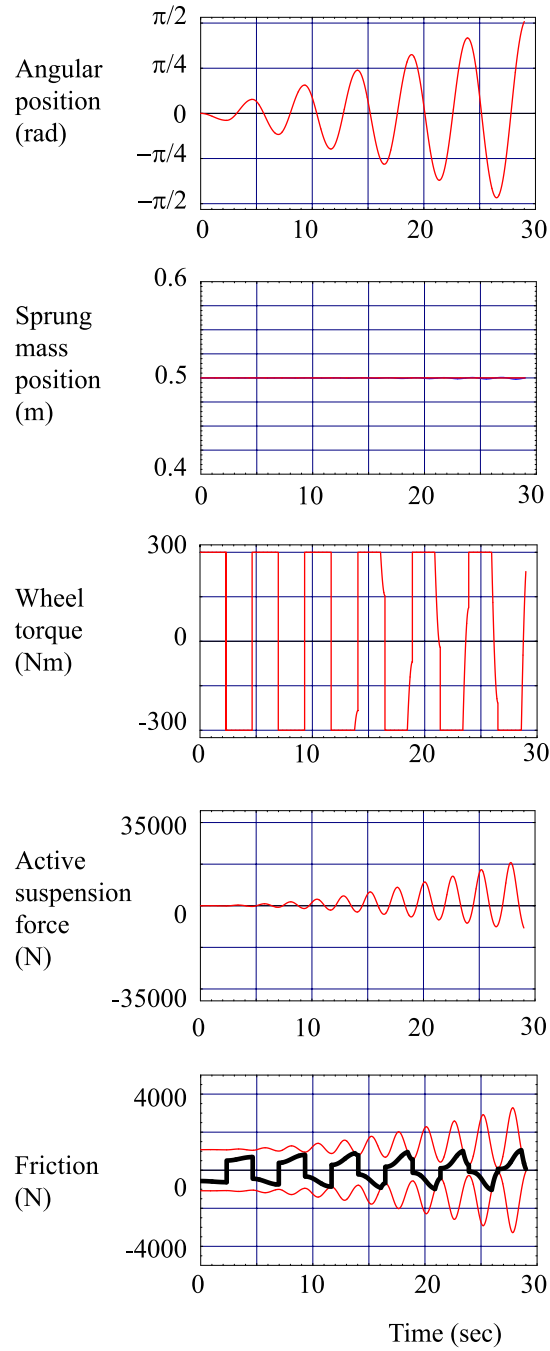 Angular
position
(rad)
π/2
π/4
0
−π/4
−π/2
0 10 20 30
Sprung
mass
position
(m)
0.6
0.5
0.4
0 10 20 30
Wheel
torque
(Nm)
300
0
-300
0 10 20 30
Active
suspension
force
(N)
35000
0
-35000
0 10 20 30
Friction
(N)
4000
0
-4000
0 10 20 30
Time (sec)